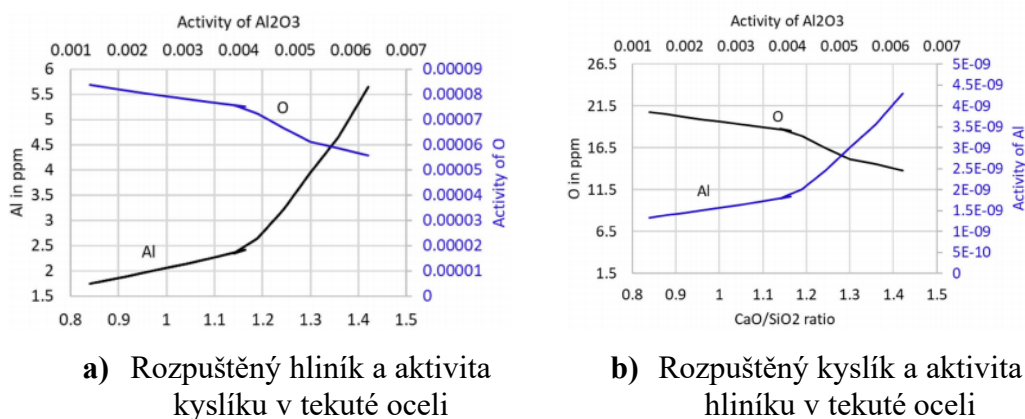 Activity of Al2O3
0.001 0.002 0.003 0.004 0.005 0.006 0.007
6
5.5
5
4.5
4
3.5
3
2.5
2
1.5
Al in ppm
0.00009
0.00008
0.00007
0.00006
0.00005
0.00004
0.00003
0.00002
0.00001
0
Activity of O
O
Al
0.8 0.9 1 1.1 1.2 1.3 1.4 1.5
a) Rozpuštěný hliník a aktivita
kyslíku v tekuté oceli
Activity of Al2O3
0.001 0.002 0.003 0.004 0.005 0.006 0.007
26.5
21.5
16.5
11.5
6.5
1.5
O in ppm
5E-09
4.5E-09
4E-09
3.5E-09
3E-09
2.5E-09
2E-09
1.5E-09
1E-09
5E-10
0
Activity of Al
O
Al
0.8 0.9 1 1.1 1.2 1.3 1.4 1.5
CaO/SiO2 ratio
b) Rozpuštěný kyslík a aktivita
hliníku v tekuté oceli